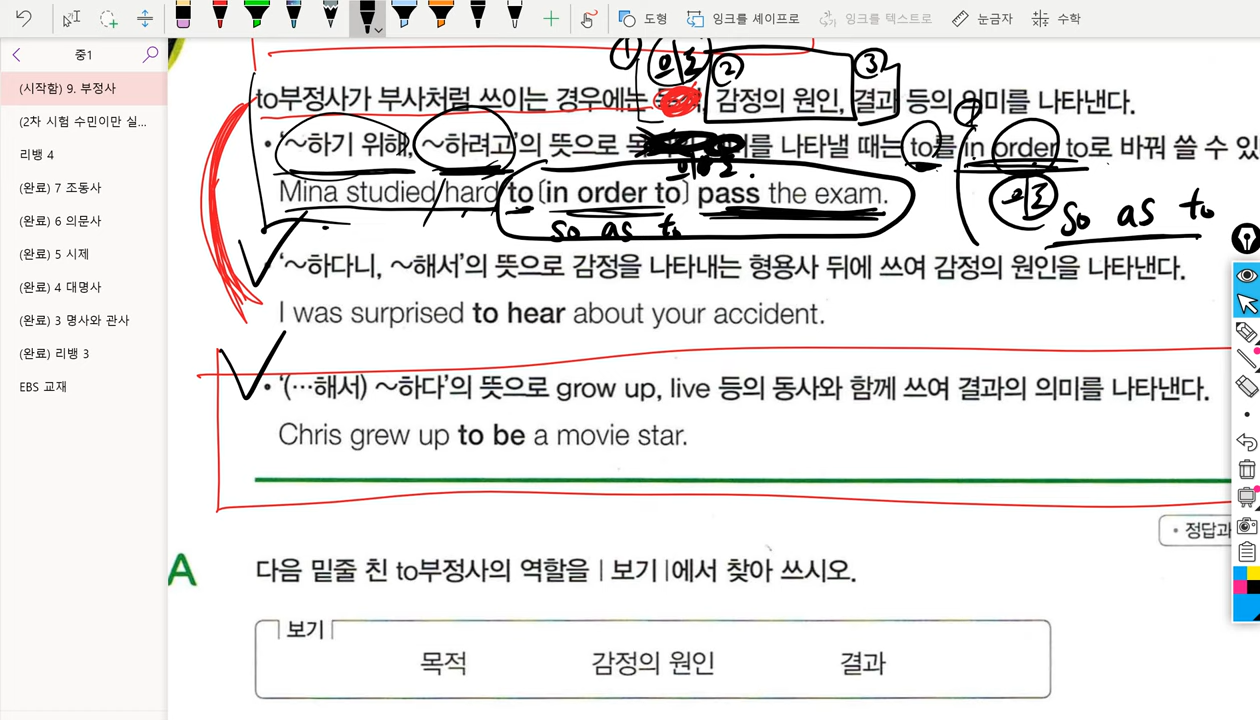 도형
잉크를 셰이프로
잉크를 텍스트로
눈금자
수학
중1
(시작함) 9. 부정사
(2차 시험 수민이만 실...
리뱅 4
(완료) 7 조동사
(완료) 6 의문사
(완료) 5 시제
(완료) 4 대명사
(완료) 3 명사와 관사
(완료) 리뱅 3
EBS 교재
① 의도 ② ③
to부정사가 부사처럼 쓰이는 경우에는 감정의 원인, 결과 등의 의미를 나타낸다.
• '~하기 위해, ~하려고'의 뜻으로 를 나타낼 때는 to를 in order to로 바꿔 쓸 수 있
의도
Mina studied hard to〔in order to〕pass the exam.
의도
so as to
so as to
'~하다니, ~해서'의 뜻으로 감정을 나타내는 형용사 뒤에 쓰여 감정의 원인을 나타낸다.
I was surprised to hear about your accident.
• '(…해서) ~하다'의 뜻으로 grow up, live 등의 동사와 함께 쓰여 결과의 의미를 나타낸다.
Chris grew up to be a movie star.
• 정답과
A 다음 밑줄 친 to부정사의 역할을 | 보기 |에서 찾아 쓰시오.
보기
목적 감정의 원인 결과